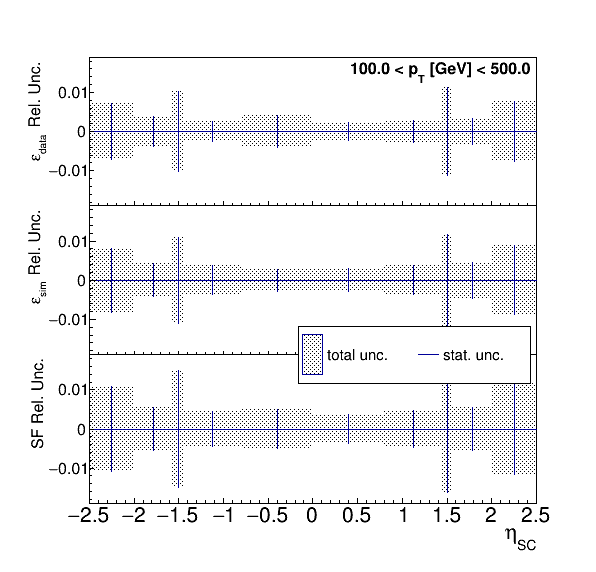 100.0 < p_T [GeV] < 500.0
ε_data Rel. Unc.
0.01
0
−0.01
ε_sim Rel. Unc.
0.01
0
−0.01
total unc. stat. unc.
SF Rel. Unc.
0.01
0
−0.01
−2.5 −2 −1.5 −1 −0.5 0 0.5 1 1.5 2 2.5
η_SC